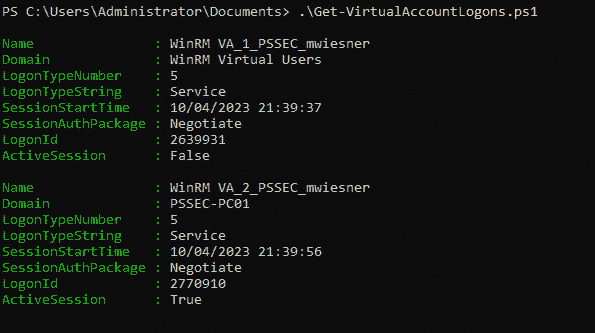 PS C:\Users\Administrator\Documents> .\Get-VirtualAccountLogons.ps1
Name               : WinRM VA_1_PSSEC_mwiesner
Domain             : WinRM Virtual Users
LogonTypeNumber    : 5
LogonTypeString    : Service
SessionStartTime   : 10/04/2023 21:39:37
SessionAuthPackage : Negotiate
LogonId            : 2639931
ActiveSession      : False
Name               : WinRM VA_2_PSSEC_mwiesner
Domain             : PSSEC-PC01
LogonTypeNumber    : 5
LogonTypeString    : Service
SessionStartTime   : 10/04/2023 21:39:56
SessionAuthPackage : Negotiate
LogonId            : 2770910
ActiveSession      : True